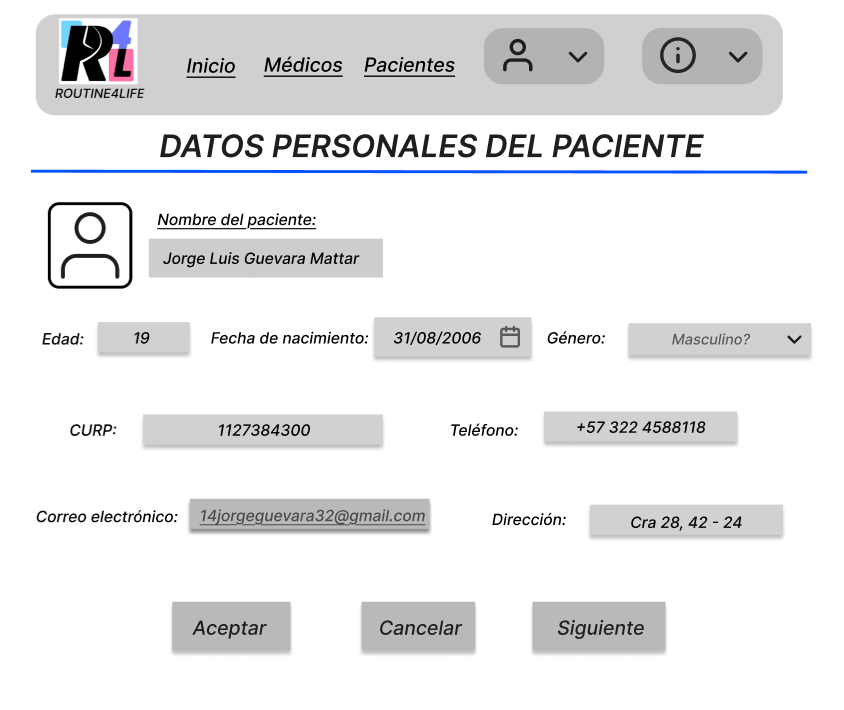 R4L
ROUTINE4LIFE
Inicio Médicos Pacientes
DATOS PERSONALES DEL PACIENTE
Nombre del paciente:
Jorge Luis Guevara Mattar
Edad: 19 Fecha de nacimiento: 31/08/2006 Género: Masculino?
CURP: 1127384300 Teléfono: +57 322 4588118
Correo electrónico: 14jorgeguevara32@gmail.com Dirección: Cra 28, 42 - 24
Aceptar Cancelar Siguiente